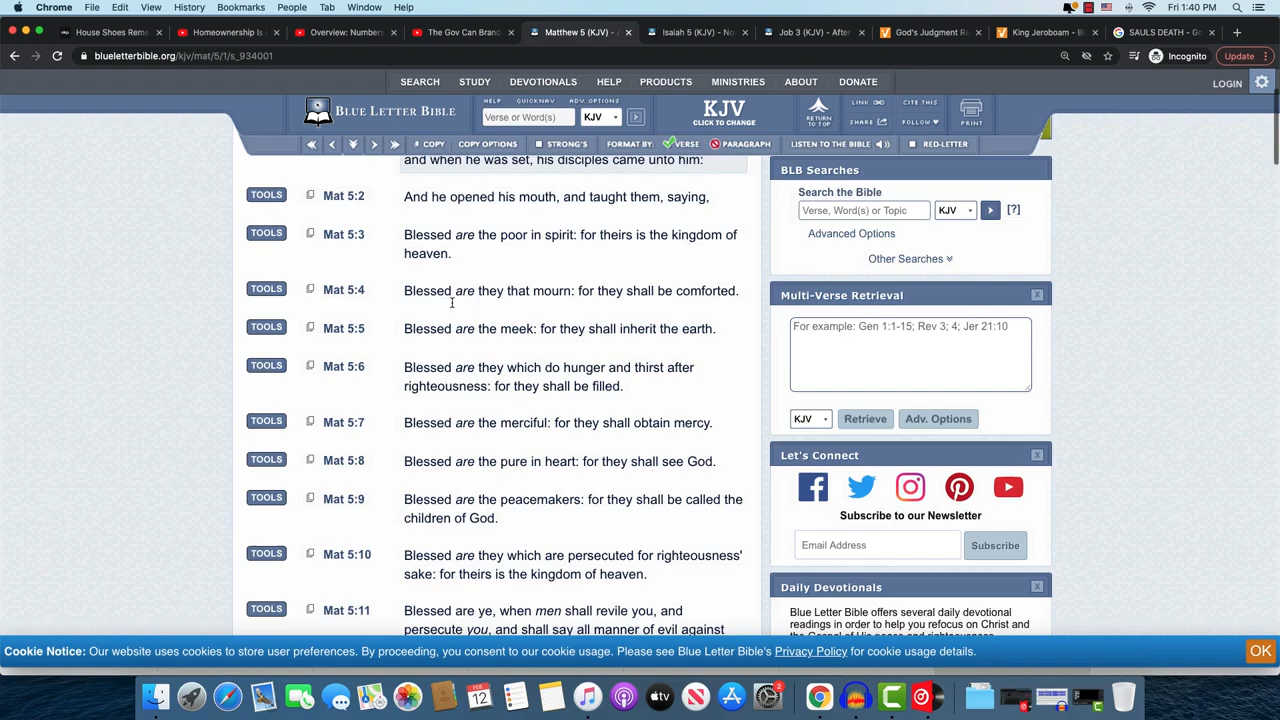 Chrome File Edit View History Bookmarks People Tab Window Help Fri 1:40 PM
House Shoes Reme Homeownership Is Overview: Numbers The Gov Can Brand Matthew 5 (KJV) - Isaiah 5 (KJV) - Nov Job 3 (KJV) - After God's Judgment Re King Jeroboam - Bi SAULS DEATH - Go
blueletterbible.org/kjv/mat/5/1/s_934001 Incognito Update
SEARCH STUDY DEVOTIONALS HELP PRODUCTS MINISTRIES ABOUT DONATE LOGIN
BLUE LETTER BIBLE
HELP QUICKNAV ADV. OPTIONS
Verse or Word(s) KJV
KJV
CLICK TO CHANGE
RETURN TO TOP
LINK CITE THIS
SHARE FOLLOW
PRINT
COPY COPY OPTIONS STRONG'S FORMAT BY: VERSE PARAGRAPH LISTEN TO THE BIBLE RED-LETTER
and when he was set, his disciples came unto him:
TOOLS Mat 5:2 And he opened his mouth, and taught them, saying,
TOOLS Mat 5:3 Blessed are the poor in spirit: for theirs is the kingdom of
heaven.
TOOLS Mat 5:4 Blessed are they that mourn: for they shall be comforted.
TOOLS Mat 5:5 Blessed are the meek: for they shall inherit the earth.
TOOLS Mat 5:6 Blessed are they which do hunger and thirst after
righteousness: for they shall be filled.
TOOLS Mat 5:7 Blessed are the merciful: for they shall obtain mercy.
TOOLS Mat 5:8 Blessed are the pure in heart: for they shall see God.
TOOLS Mat 5:9 Blessed are the peacemakers: for they shall be called the
children of God.
TOOLS Mat 5:10 Blessed are they which are persecuted for righteousness'
sake: for theirs is the kingdom of heaven.
TOOLS Mat 5:11 Blessed are ye, when men shall revile you, and
persecute you, and shall say all manner of evil against
BLB Searches
Search the Bible
Verse, Word(s) or Topic KJV [?]
Advanced Options
Other Searches
Multi-Verse Retrieval X
For example: Gen 1:1-15; Rev 3; 4; Jer 21:10
KJV Retrieve Adv. Options
Let's Connect X
Subscribe to our Newsletter
Email Address Subscribe
Daily Devotionals X
Blue Letter Bible offers several daily devotional
readings in order to help you refocus on Christ and
Cookie Notice: Our website uses cookies to store user preferences. By proceeding, you consent to our cookie usage. Please see Blue Letter Bible's Privacy Policy for cookie usage details. OK
FEB
12
tv
2